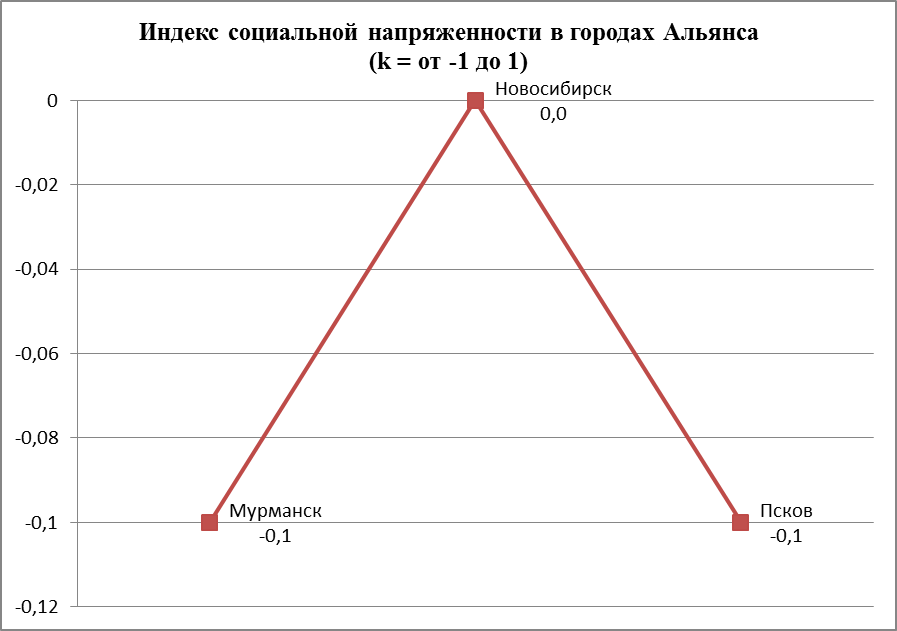 Индекс социальной напряженности в городах Альянса
(k = от -1 до 1)
Новосибирск
0,0
0
-0,02
-0,04
-0,06
-0,08
-0,1
-0,12
Мурманск
-0,1
Псков
-0,1